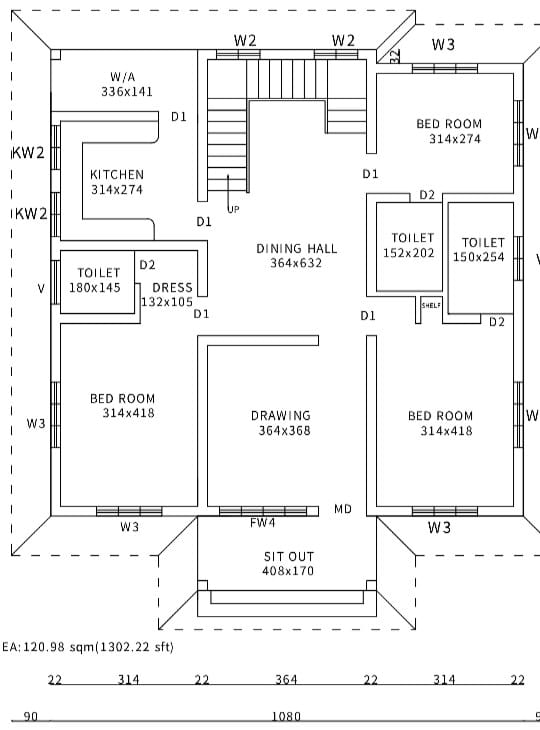 W2
W2
W3
32
W/A
336x141
D1
BED ROOM
314x274
W
KW2
KITCHEN
314x274
D1
D2
KW2
UP
D1
TOILET
152x202
TOILET
150x254
DINING HALL
364x632
D2
TOILET
180x145
V
DRESS
132x105
SHELF
D1
D1
D2
BED ROOM
314x418
DRAWING
364x368
BED ROOM
314x418
W3
W
MD
W3
FW4
W3
SIT OUT
408x170
EA:120.98 sqm(1302.22 sft)
22 314 22 364 22 314 22
90 1080